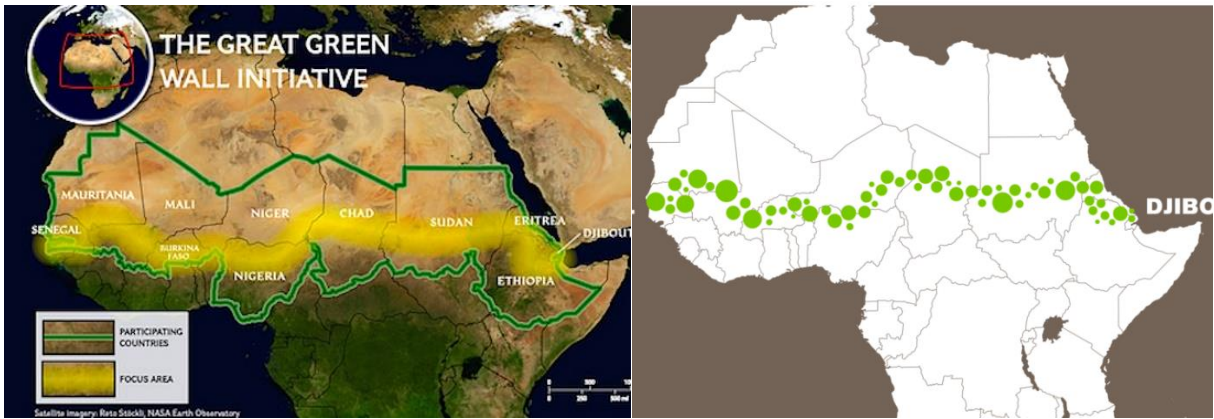 THE GREAT GREEN
WALL INITIATIVE
MAURITANIA
MALI
NIGER
CHAD
SUDAN
ERITREA
SENEGAL
DJIBOUT
BURKINA
FASO
NIGERIA
ETHIOPIA
PARTICIPATING
COUNTRIES
FOCUS AREA
Satellite imagery: Reto Stöckli, NASA Earth Observatory
DJIBO